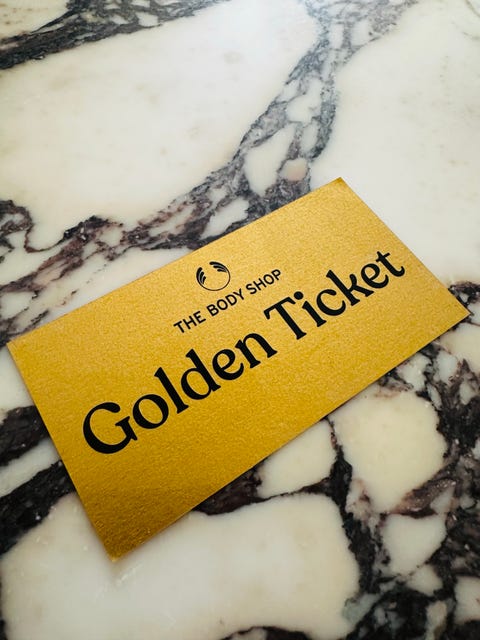 THE BODY SHOP
Golden Ticket